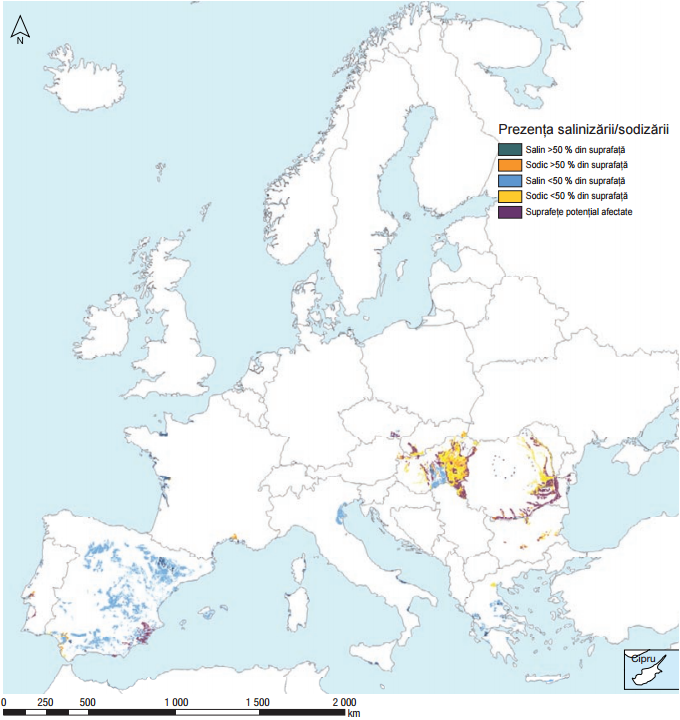 N
Prezența salinizării/sodizării
Salin >50 % din suprafață
Sodic >50 % din suprafață
Salin <50 % din suprafață
Sodic <50 % din suprafață
Suprafețe potențial afectate
Cipru
0 250 500 1 000 1 500 2 000
km